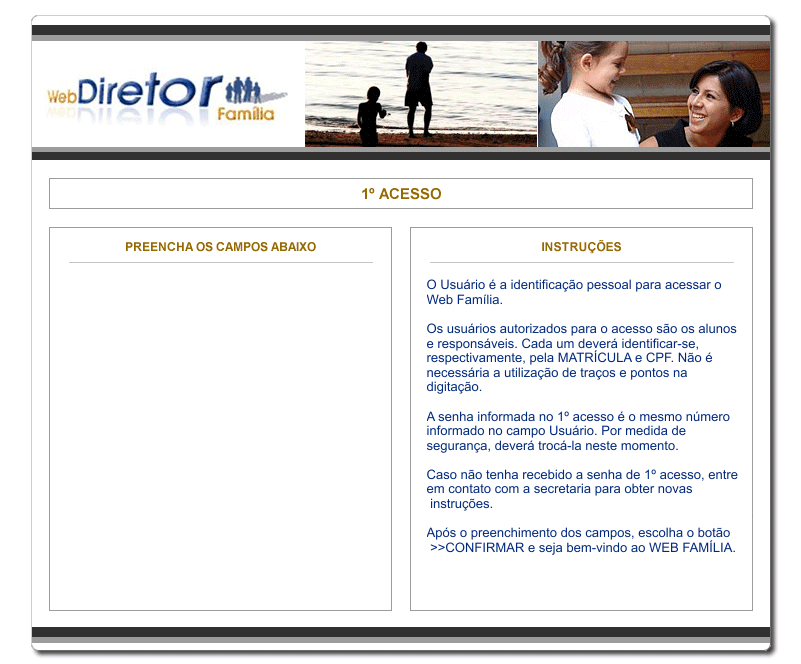 WebDiretor
Família
1º ACESSO
PREENCHA OS CAMPOS ABAIXO
INSTRUÇÕES
O Usuário é a identificação pessoal para acessar o
Web Família.
Os usuários autorizados para o acesso são os alunos
e responsáveis. Cada um deverá identificar-se,
respectivamente, pela MATRÍCULA e CPF. Não é
necessária a utilização de traços e pontos na
digitação.
A senha informada no 1º acesso é o mesmo número
informado no campo Usuário. Por medida de
segurança, deverá trocá-la neste momento.
Caso não tenha recebido a senha de 1º acesso, entre
em contato com a secretaria para obter novas
instruções.
Após o preenchimento dos campos, escolha o botão
>>CONFIRMAR e seja bem-vindo ao WEB FAMÍLIA.